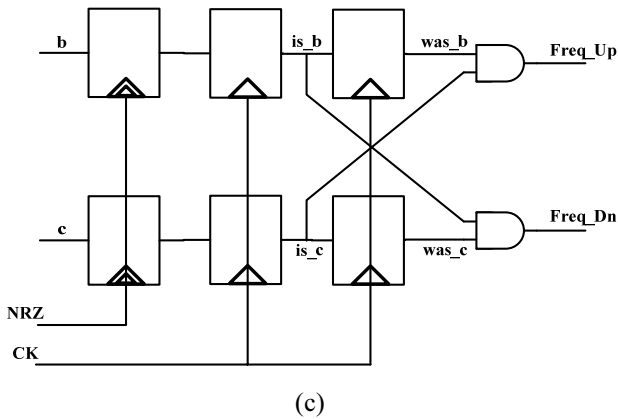 b
is_b
was_b
Freq_Up
c
is_c
was_c
Freq_Dn
NRZ
CK
(c)